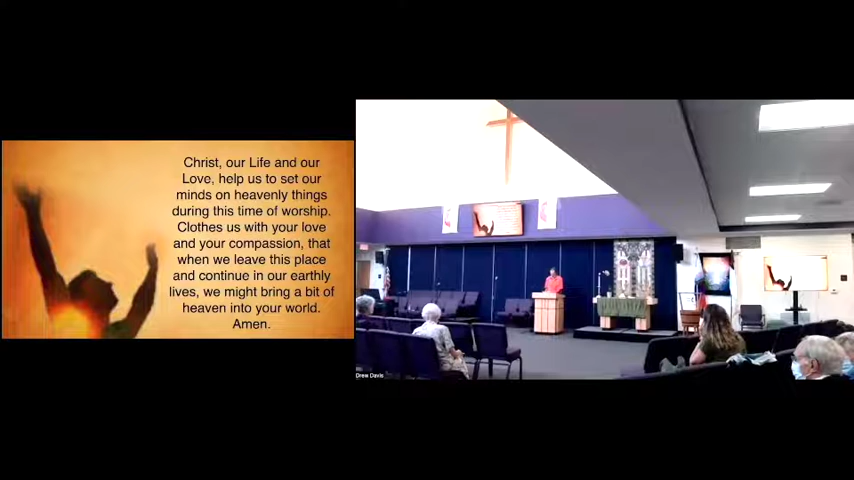 Christ, our Life and our
Love, help us to set our
minds on heavenly things
during this time of worship.
Clothes us with your love
and your compassion, that
when we leave this place
and continue in our earthly
lives, we might bring a bit of
heaven into your world.
Amen.
Drew Davis